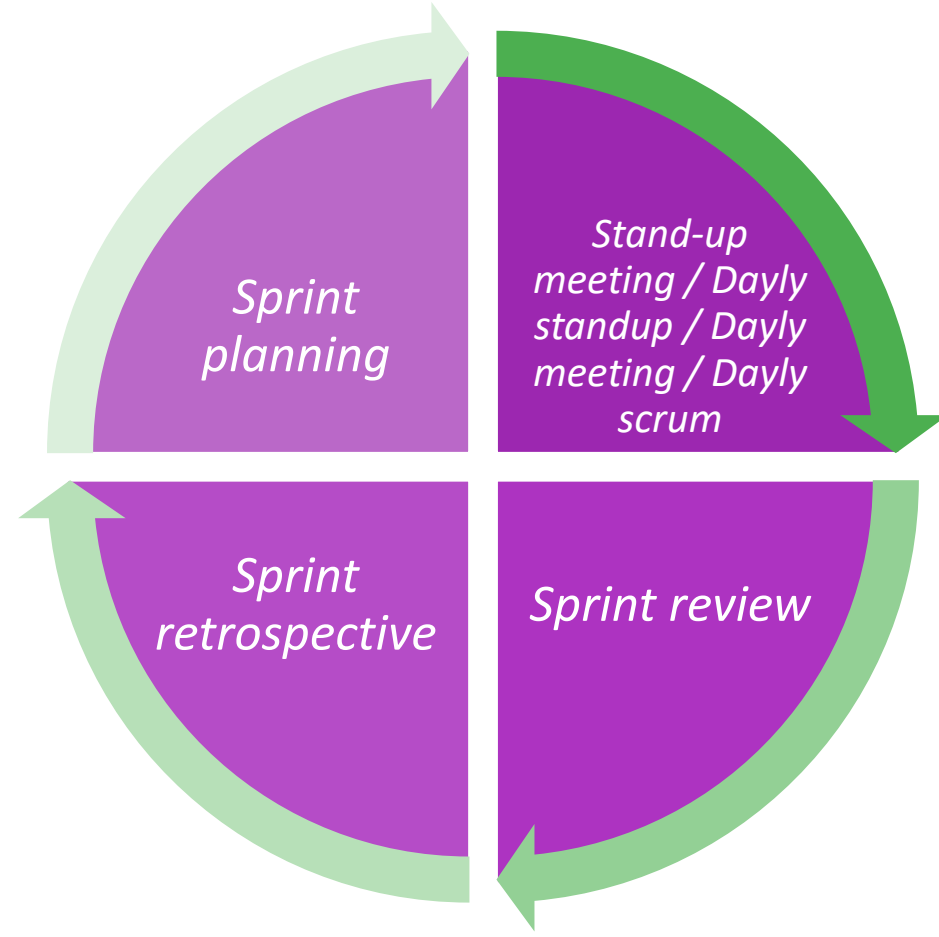 Sprint
planning
Stand-up
meeting / Dayly
standup / Dayly
meeting / Dayly
scrum
Sprint
retrospective
Sprint review